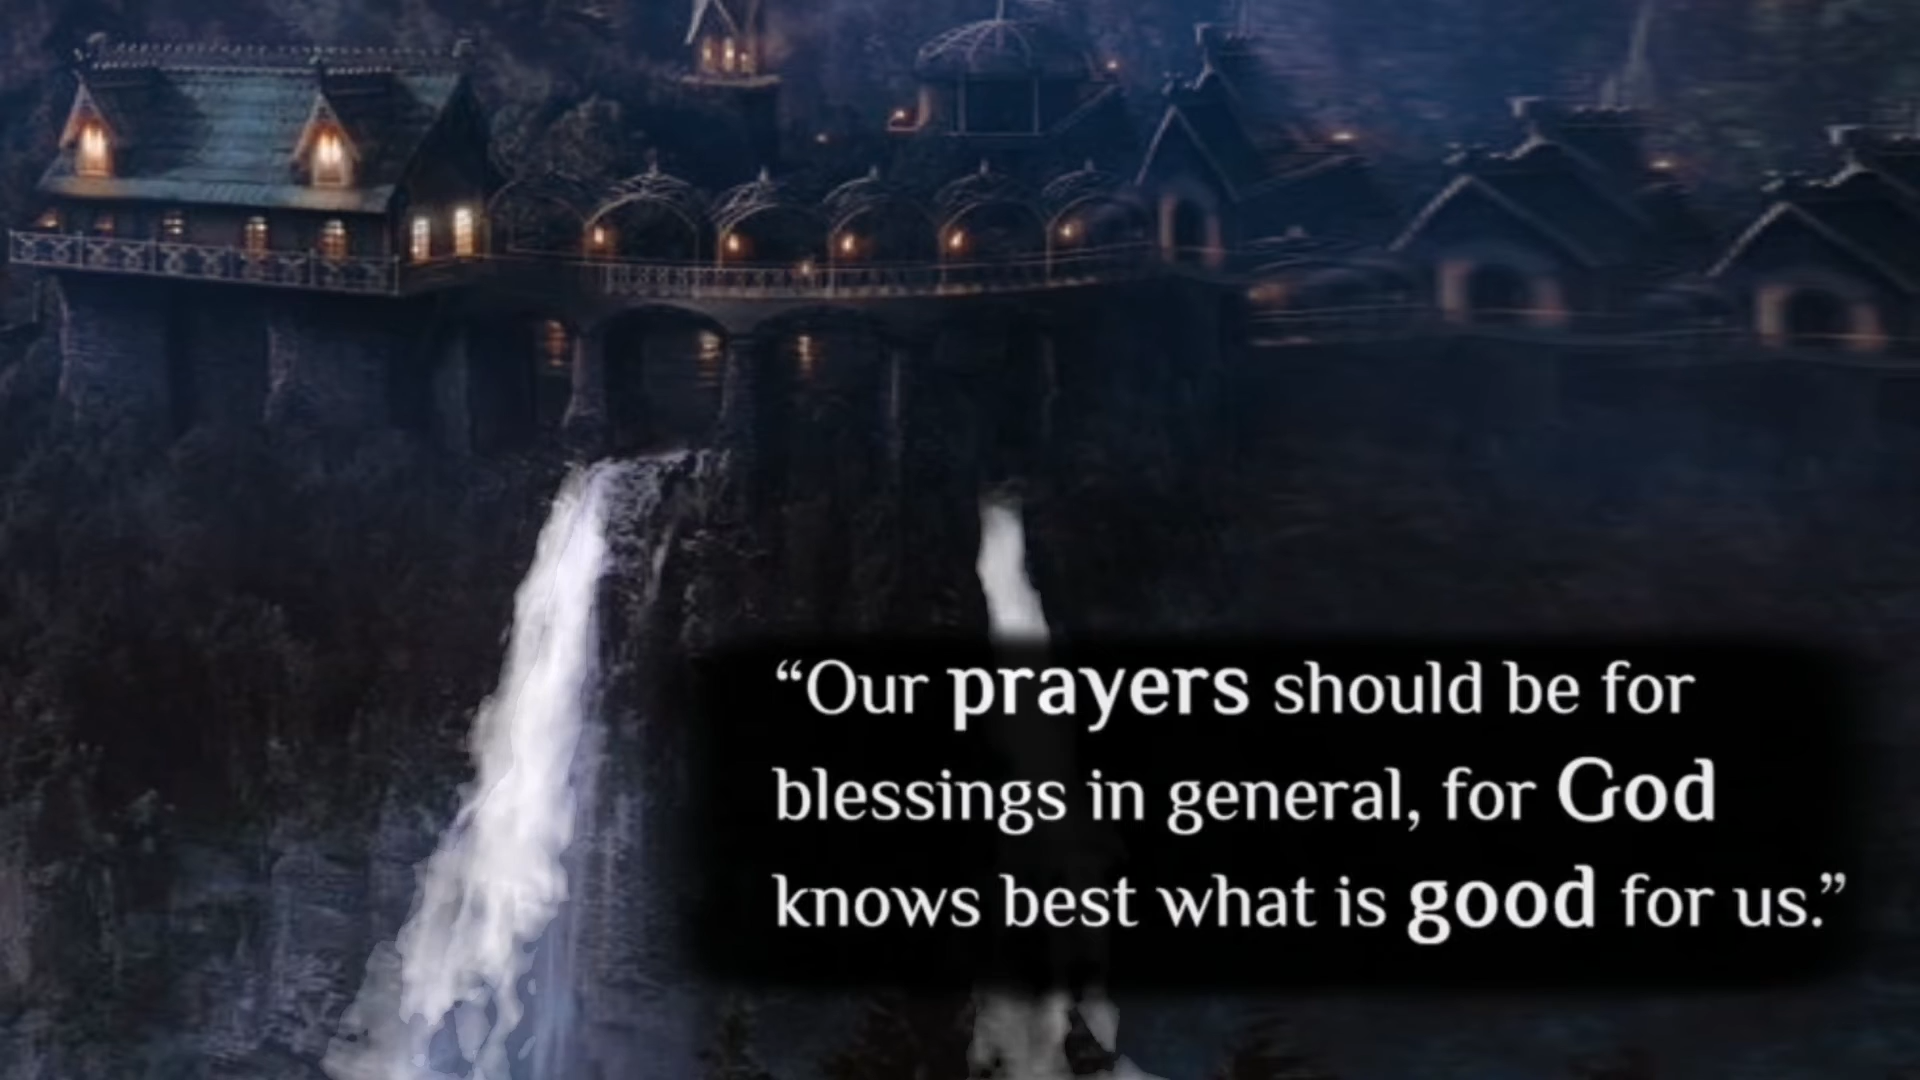 “Our prayers should be for
blessings in general, for God
knows best what is good for us.”